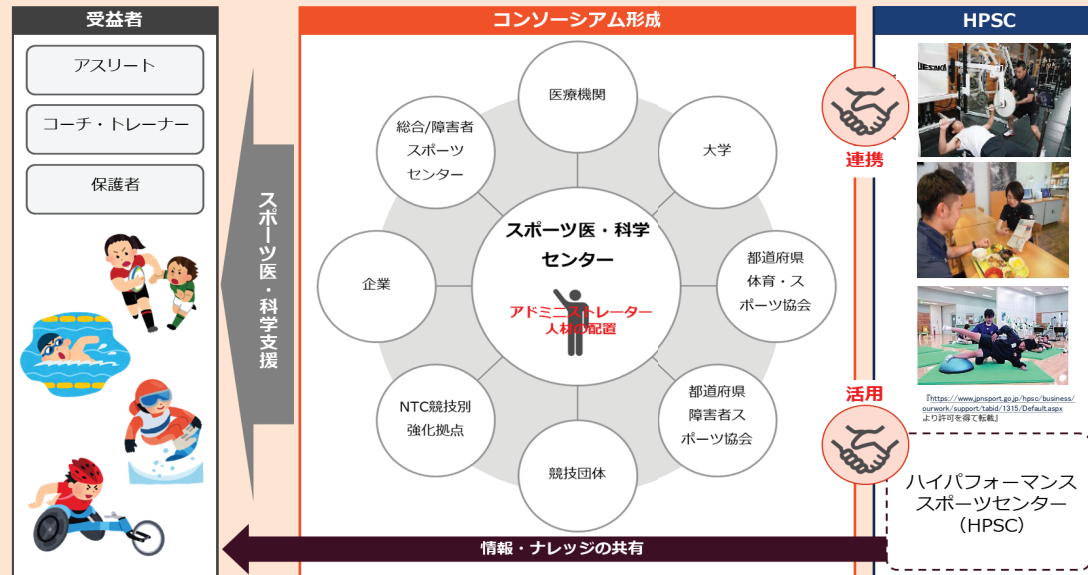 受益者
アスリート
コーチ・トレーナー
保護者
スポーツ医・科学支援
コンソーシアム形成
医療機関
大学
都道府県
体育・ス
ポーツ協会
都道府県
障害者ス
ポーツ協会
競技団体
NTC競技別
強化拠点
企業
総合/障害者
スポーツ
センター
スポーツ医・科学
センター
アドミニストレーター
人材の配置
連携
活用
HPSC
『https://www.jpnsport.go.jp/hpsc/business/
ourwork/support/tabid/1315/Default.aspx
より許可を得て転載』
ハイパフォーマンス
スポーツセンター
（HPSC）
情報・ナレッジの共有